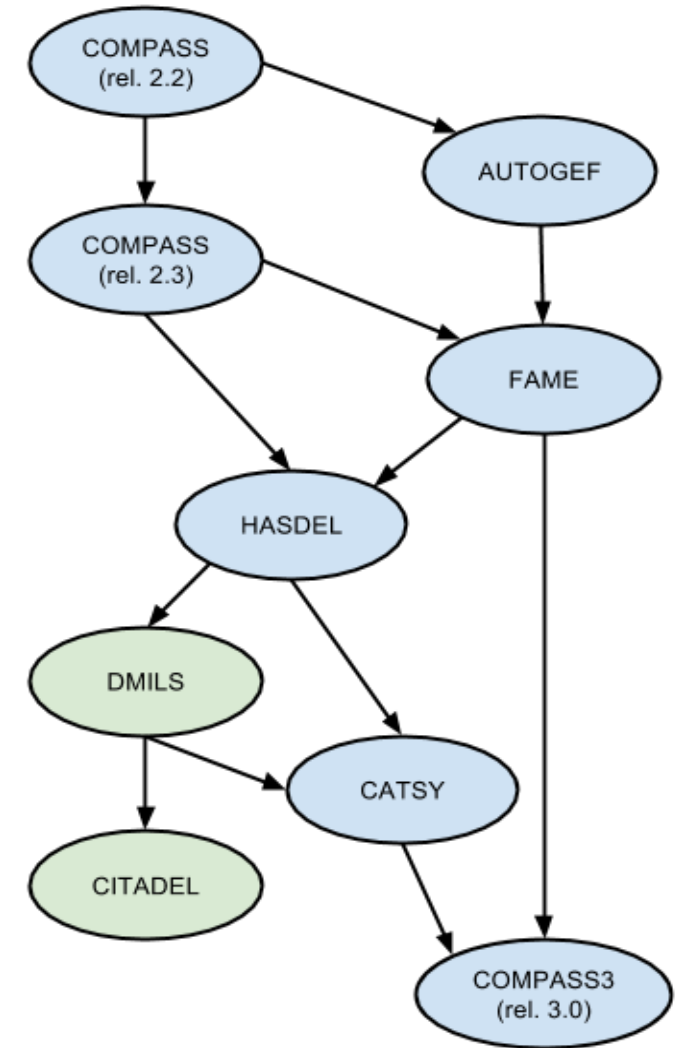 COMPASS
(rel. 2.2)
AUTOGEF
COMPASS
(rel. 2.3)
FAME
HASDEL
DMILS
CATSY
CITADEL
COMPASS3
(rel. 3.0)